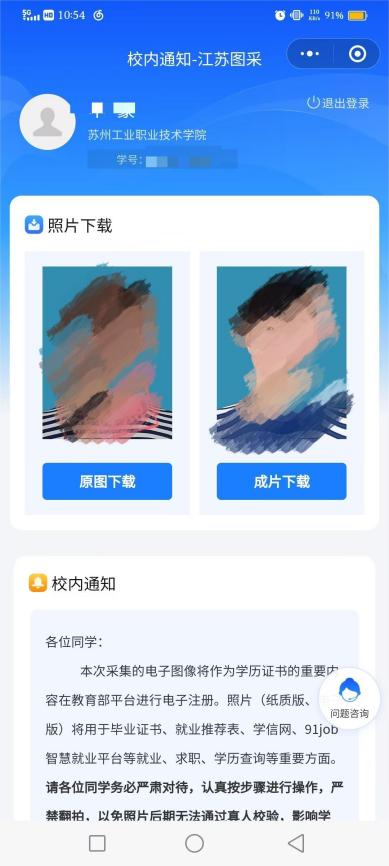 5G HD 10:54 110 KB/s 91%
校内通知-江苏图采
退出登录
苏州工业职业技术学院
学号：
照片下载
原图下载
成片下载
校内通知
各位同学：
本次采集的电子图像将作为学历证书的重要内
容在教育部平台进行电子注册。照片（纸质版、
版）将用于毕业证书、就业推荐表、学信网、91job
智慧就业平台等就业、求职、学历查询等重要方面。
问题咨询
请各位同学务必严肃对待，认真按步骤进行操作，严
禁翻拍，以免照片后期无法通过真人校验，影响学